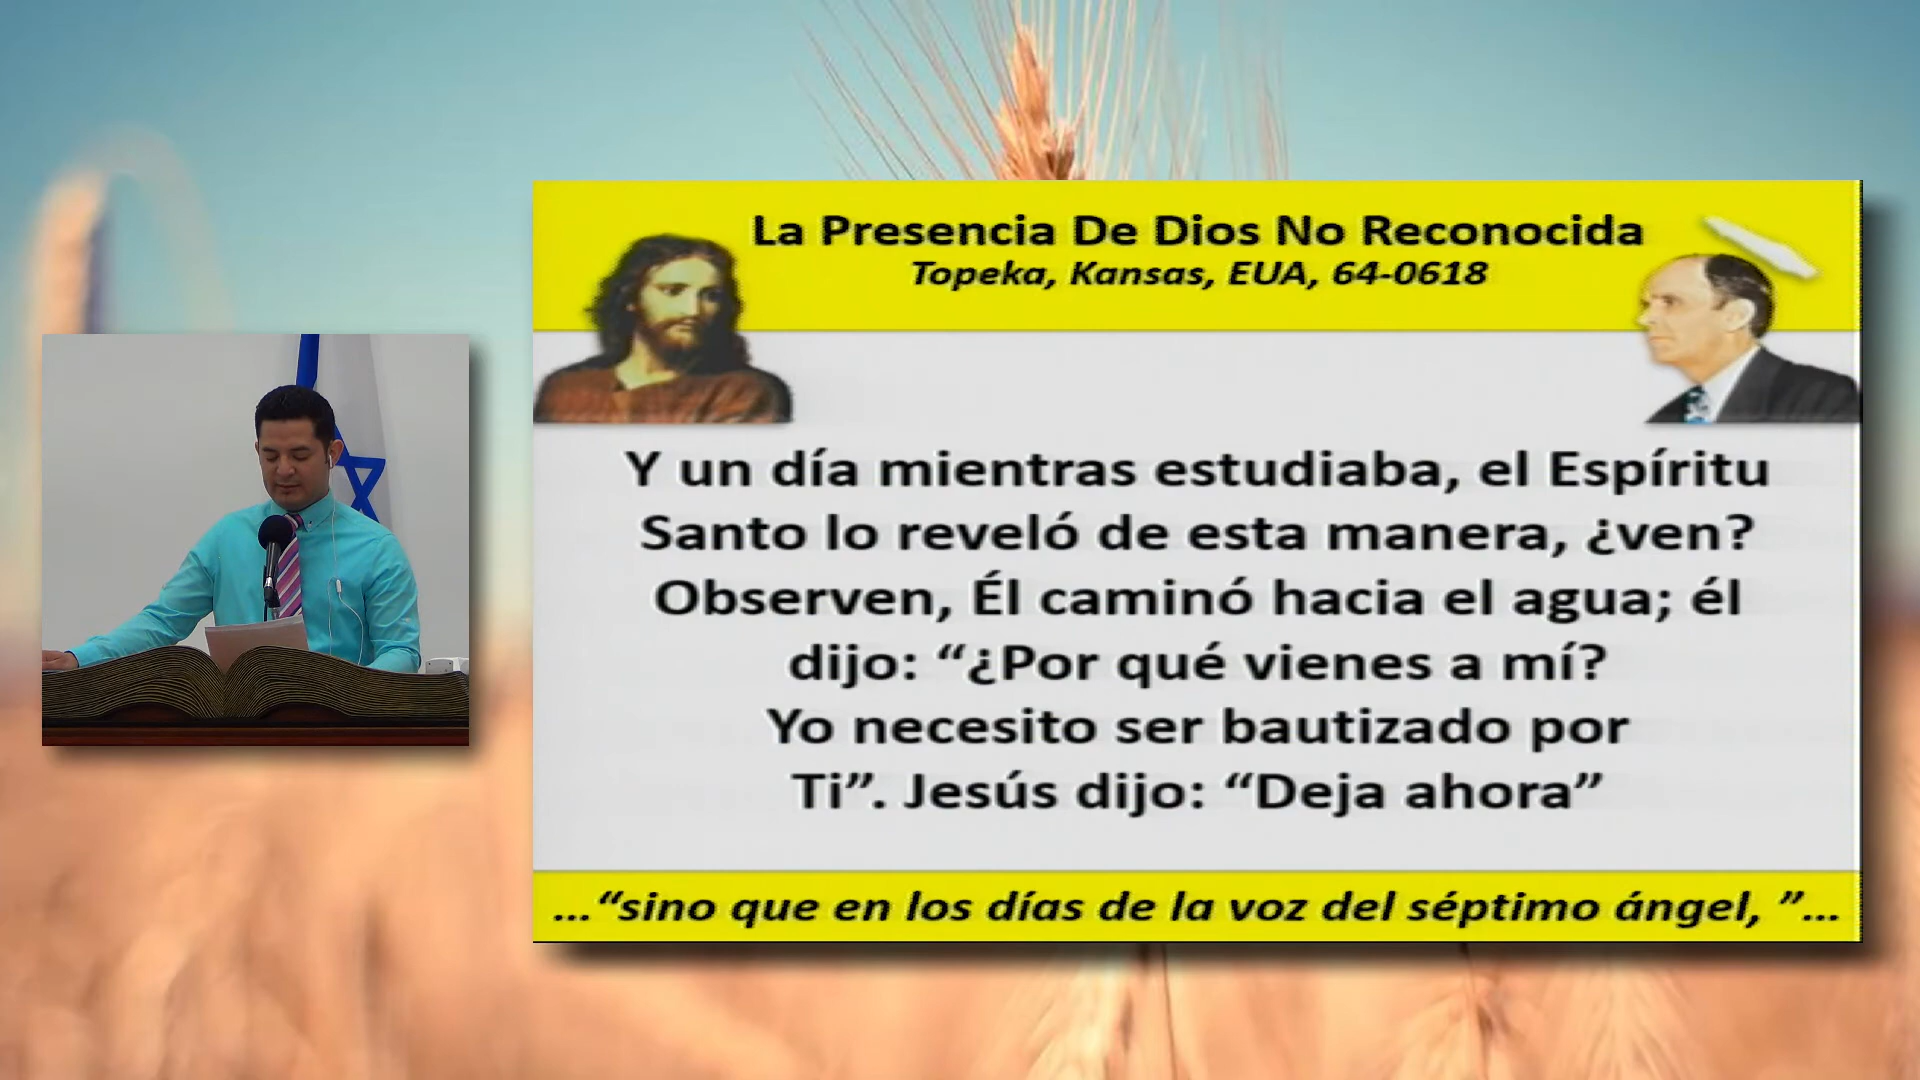 La Presencia De Dios No Reconocida
Topeka, Kansas, EUA, 64-0618
Y un día mientras estudiaba, el Espíritu
Santo lo reveló de esta manera, ¿ven?
Observen, Él caminó hacia el agua; él
dijo: “¿Por qué vienes a mí?
Yo necesito ser bautizado por
Ti”. Jesús dijo: “Deja ahora”
...“sino que en los días de la voz del séptimo ángel, ”...